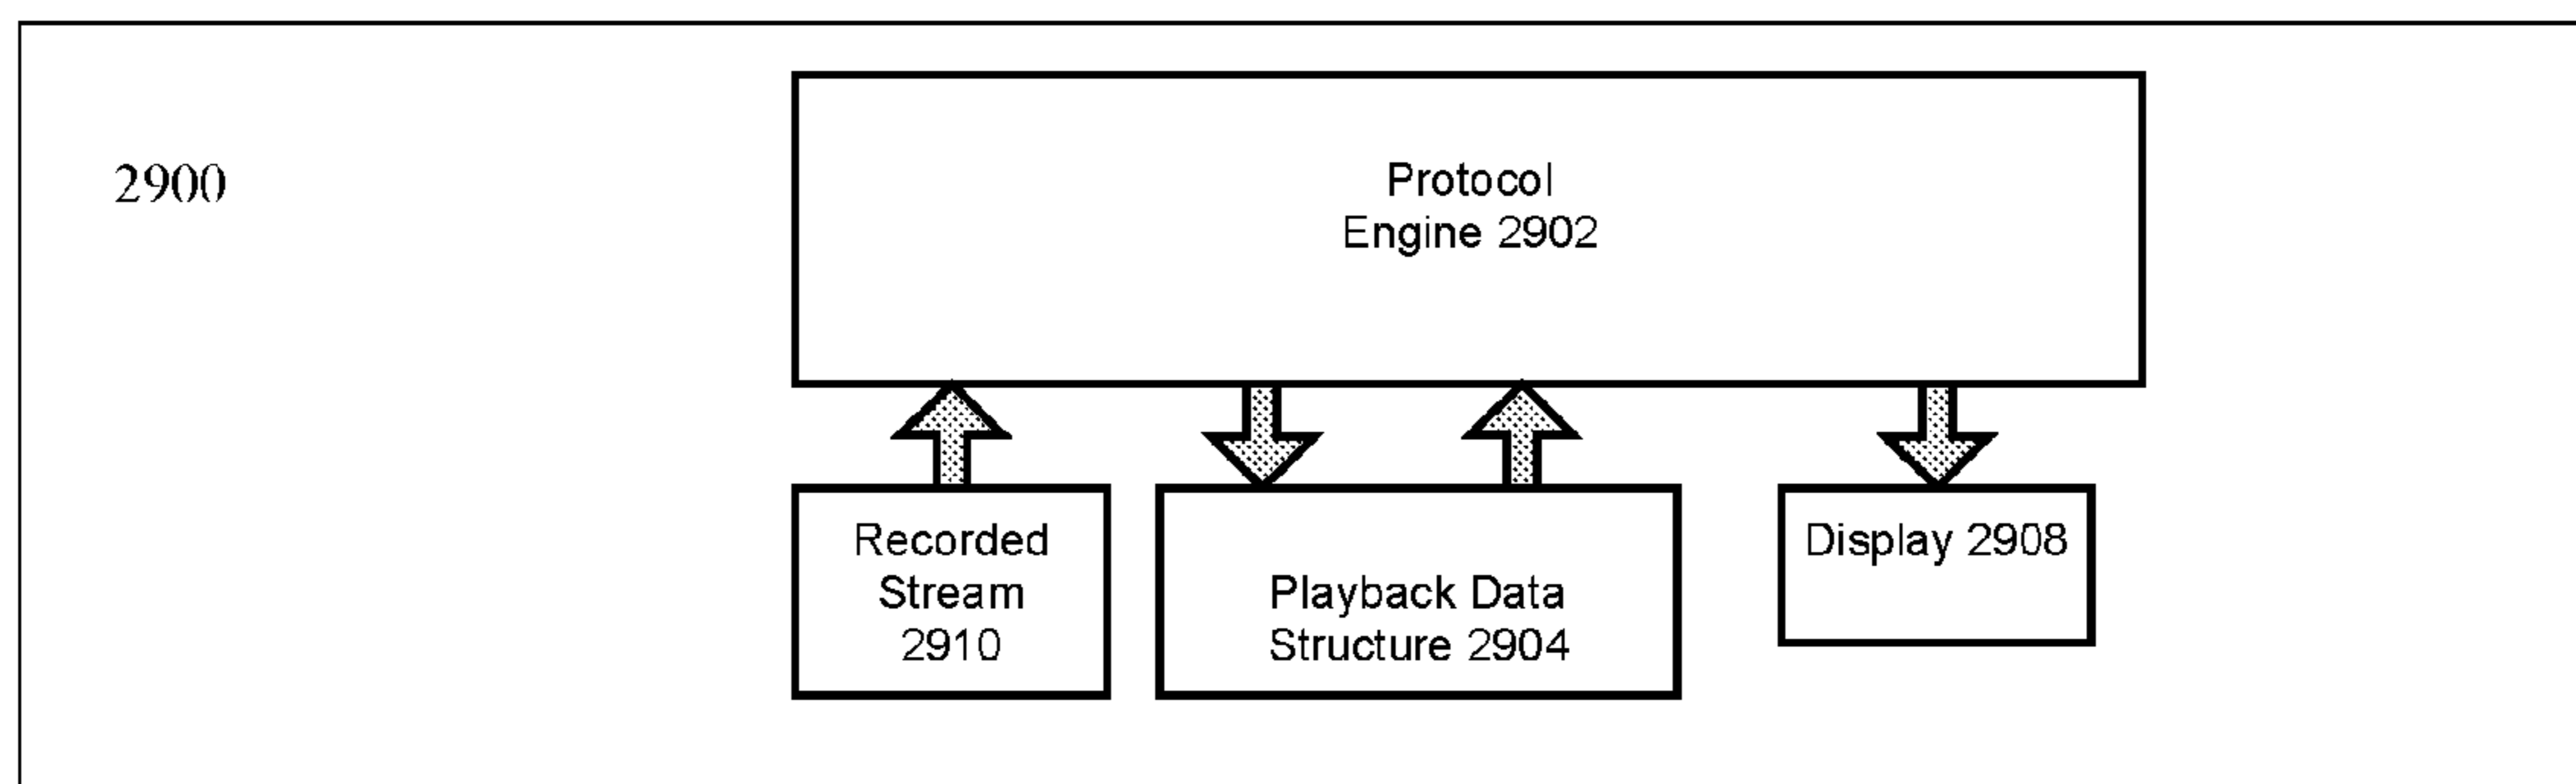 2900
Protocol
Engine 2902
Recorded
Stream
2910
Playback Data
Structure 2904
Display 2908